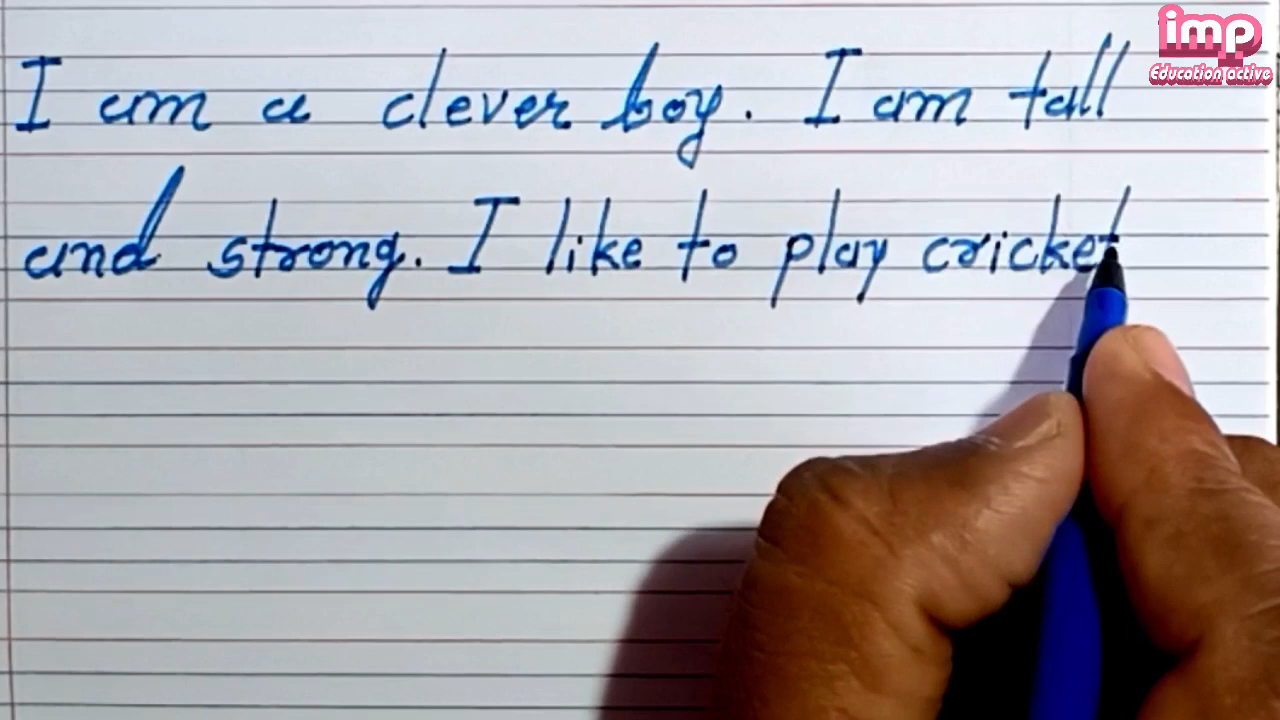 imp
Education active
I am a clever boy. I am tall
and strong. I like to play cricket